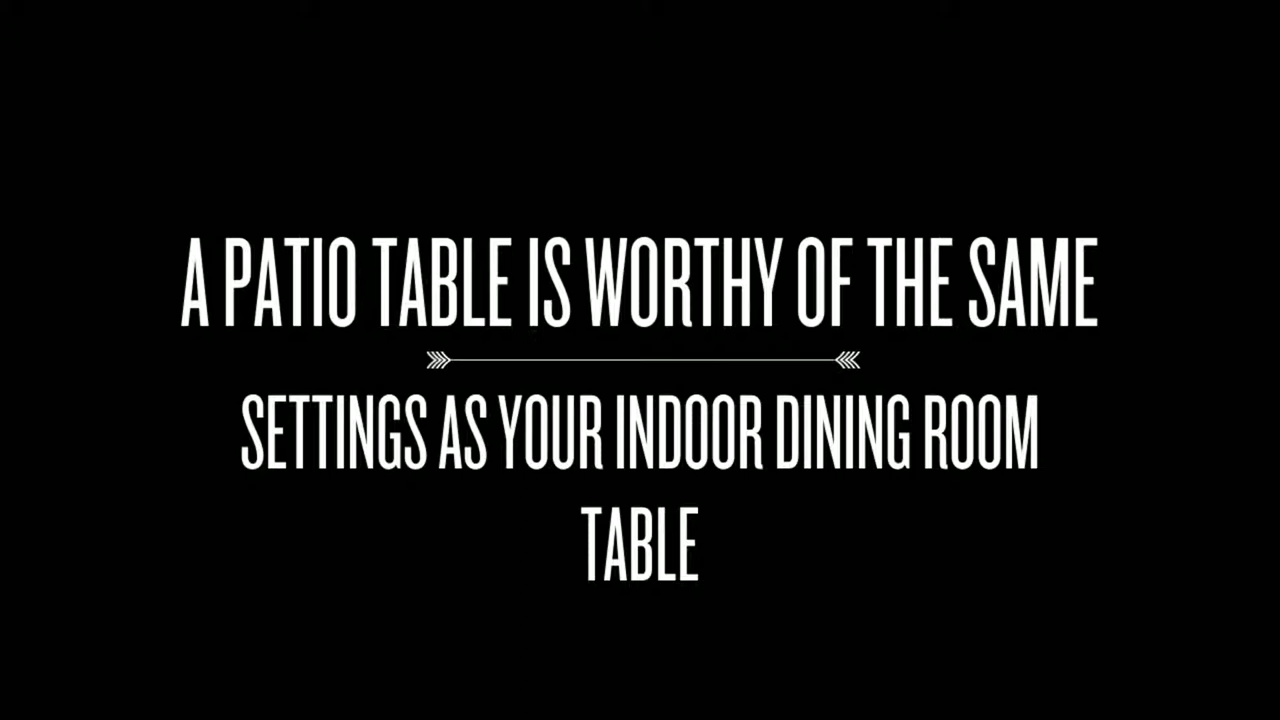 A PATIO TABLE IS WORTHY OF THE SAME
SETTINGS AS YOUR INDOOR DINING ROOM
TABLE